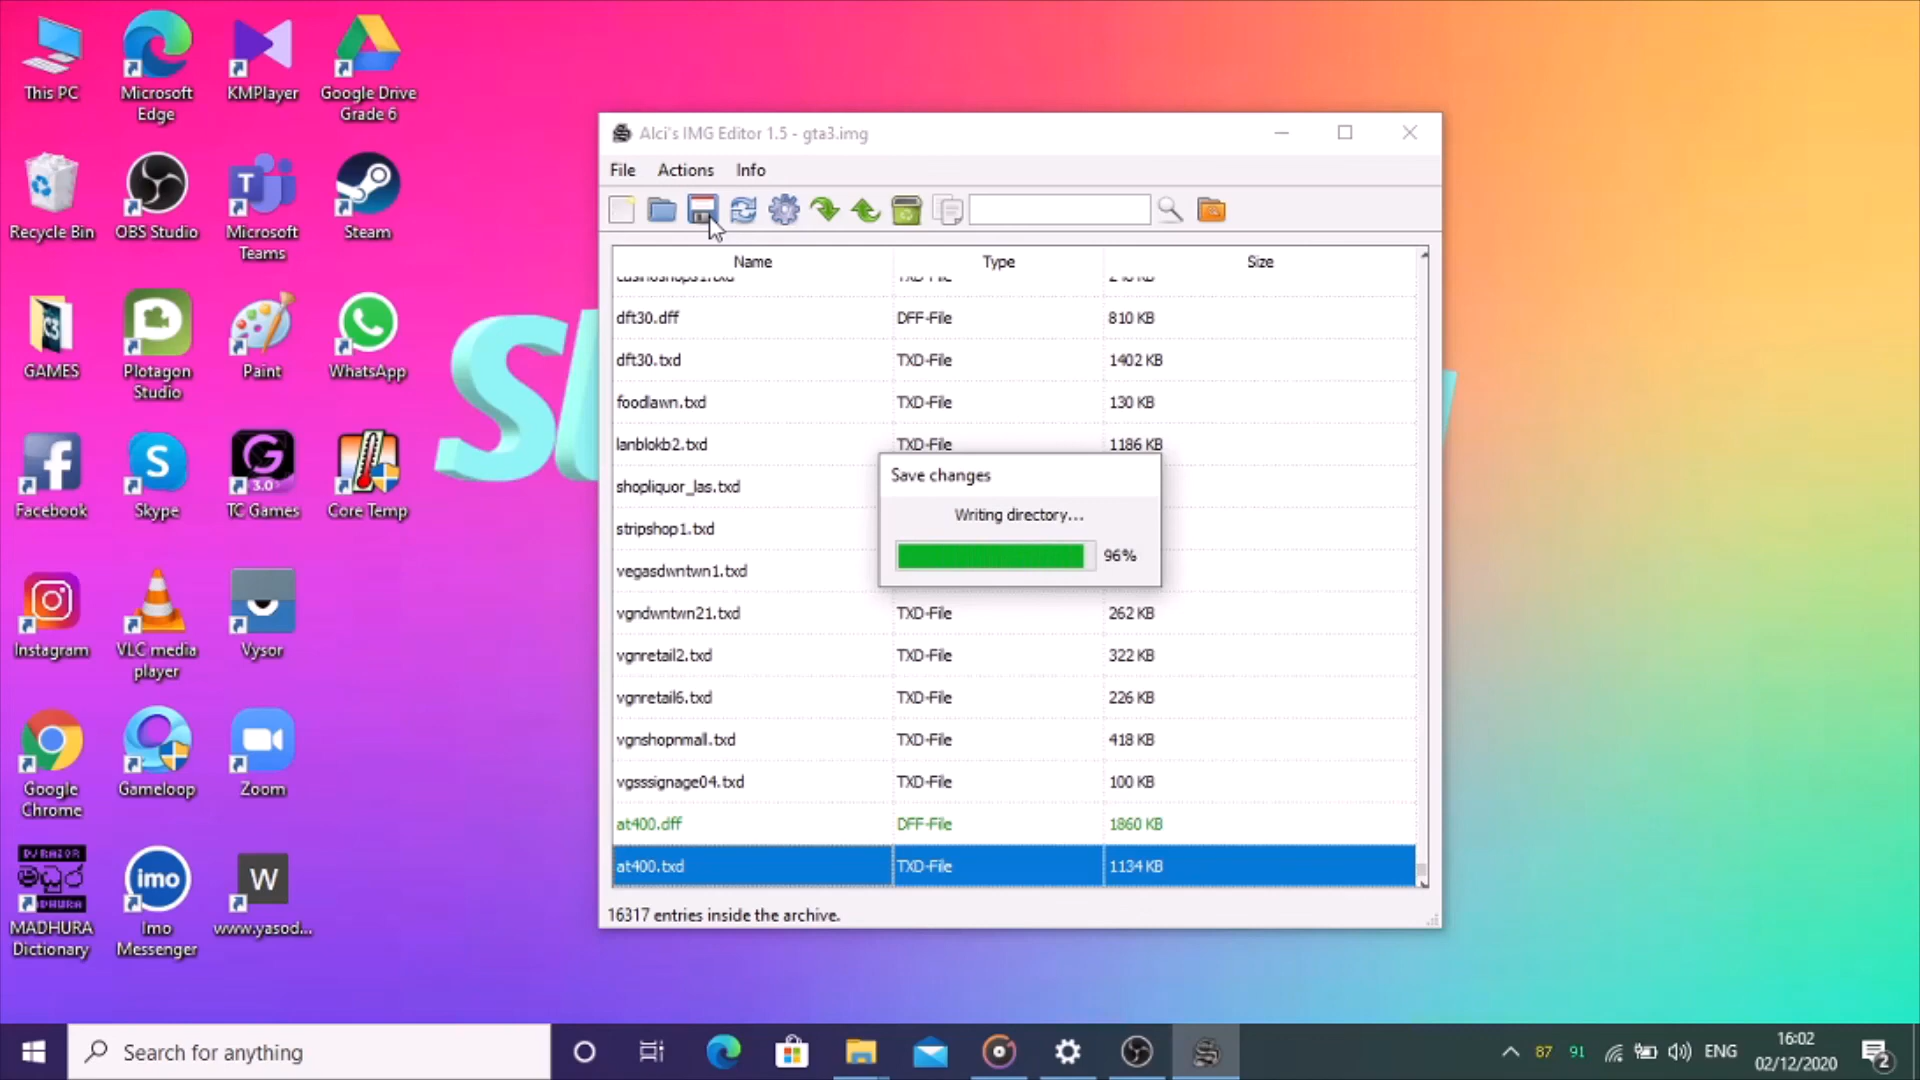 This PC
Microsoft
Edge
KMPlayer
Google Drive
Grade 6
Recycle Bin
OBS Studio
Microsoft
Teams
Steam
GAMES
Plotagon
Studio
Paint
WhatsApp
Facebook
Skype
3.0
TC Games
Core Temp
Instagram
VLC media
player
Vysor
Google
Chrome
Gameloop
Zoom
MADHURA
Dictionary
imo
Imo
Messenger
W
www.yasod...
Alci's IMG Editor 1.5 - gta3.img
File Actions Info
Name Type Size
dft30.dff DFF-File 810 KB
dft30.txd TXD-File 1402 KB
foodlawn.txd TXD-File 130 KB
lanblokb2.txd TXD-File 1186 KB
shopliquor_las.txd
stripshop1.txd
vegasdwntwn1.txd
vgndwntwn21.txd TXD-File 262 KB
vgnretail2.txd TXD-File 322 KB
vgnretail6.txd TXD-File 226 KB
vgnshopnmall.txd TXD-File 418 KB
vgsssignage04.txd TXD-File 100 KB
at400.dff DFF-File 1860 KB
at400.txd TXD-File 1134 KB
16317 entries inside the archive.
Save changes
Writing directory...
96%
Search for anything
87 91 ENG
16:02
02/12/2020
2